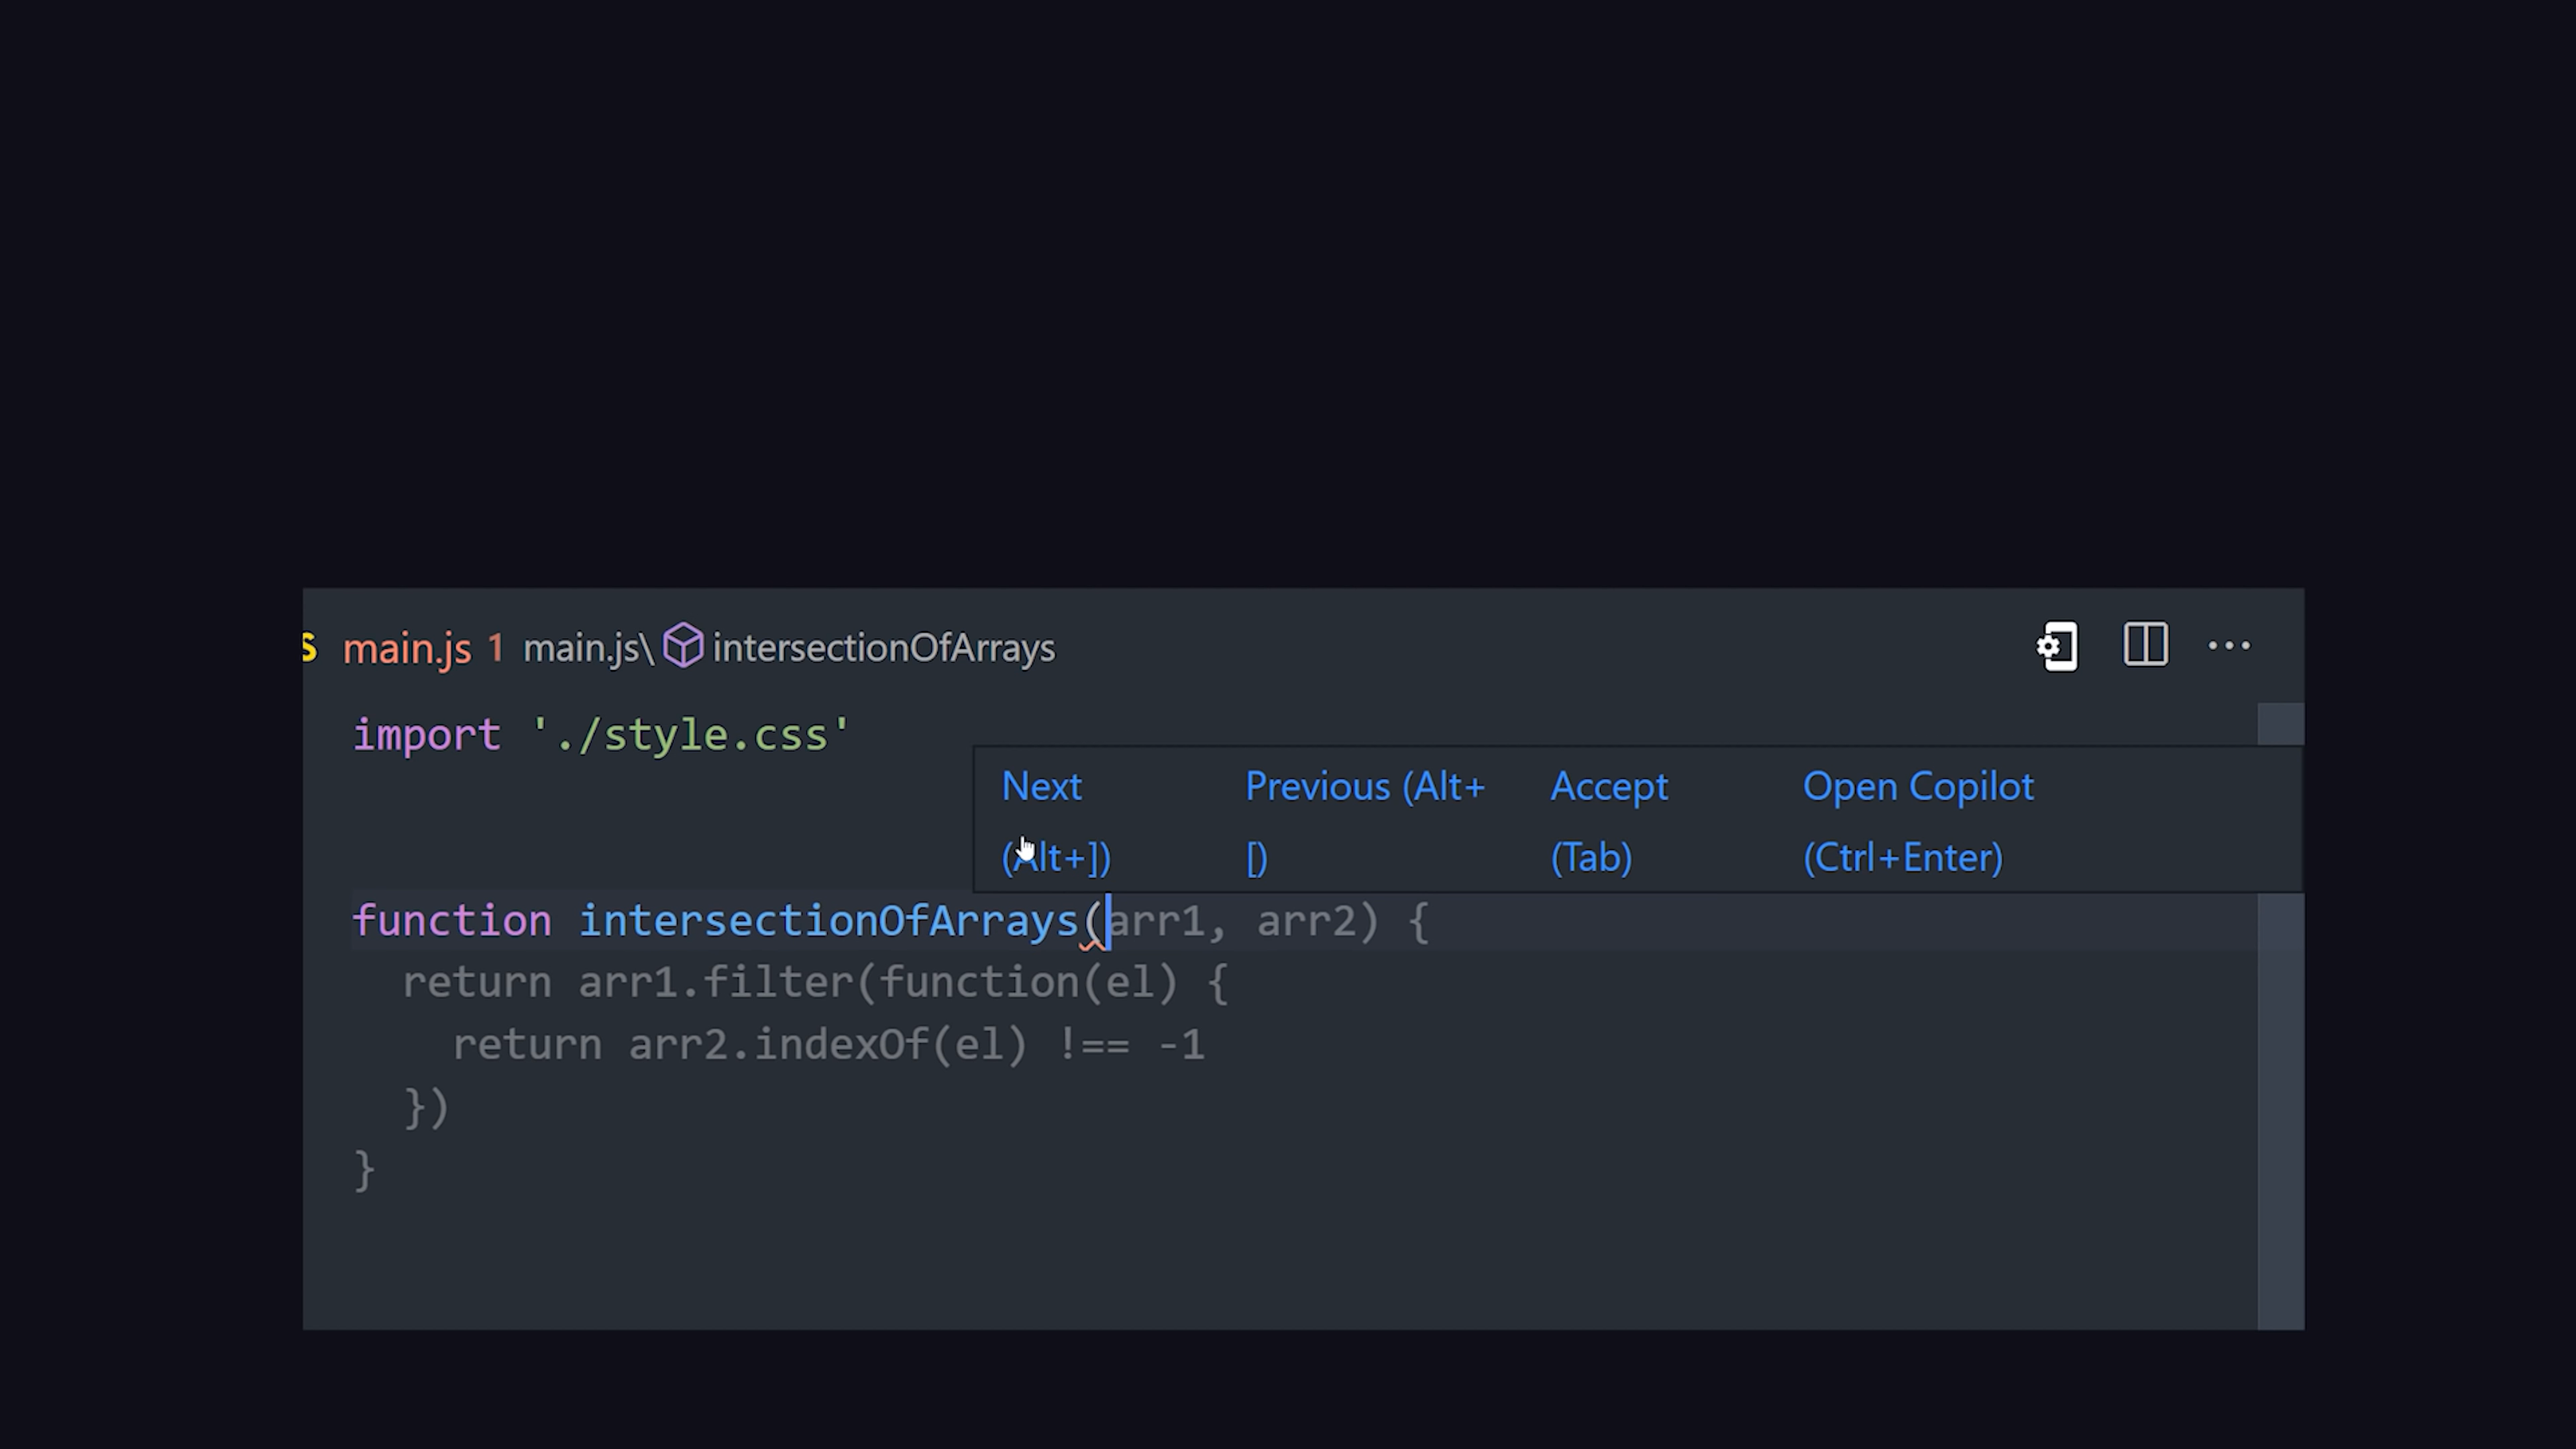 S main.js 1 main.js\ intersectionOfArrays
import './style.css'
Next (Alt+]) Previous (Alt+[) Accept (Tab) Open Copilot (Ctrl+Enter)
function intersectionOfArrays(arr1, arr2) {
return arr1.filter(function(el) {
return arr2.indexOf(el) !== -1
})
}